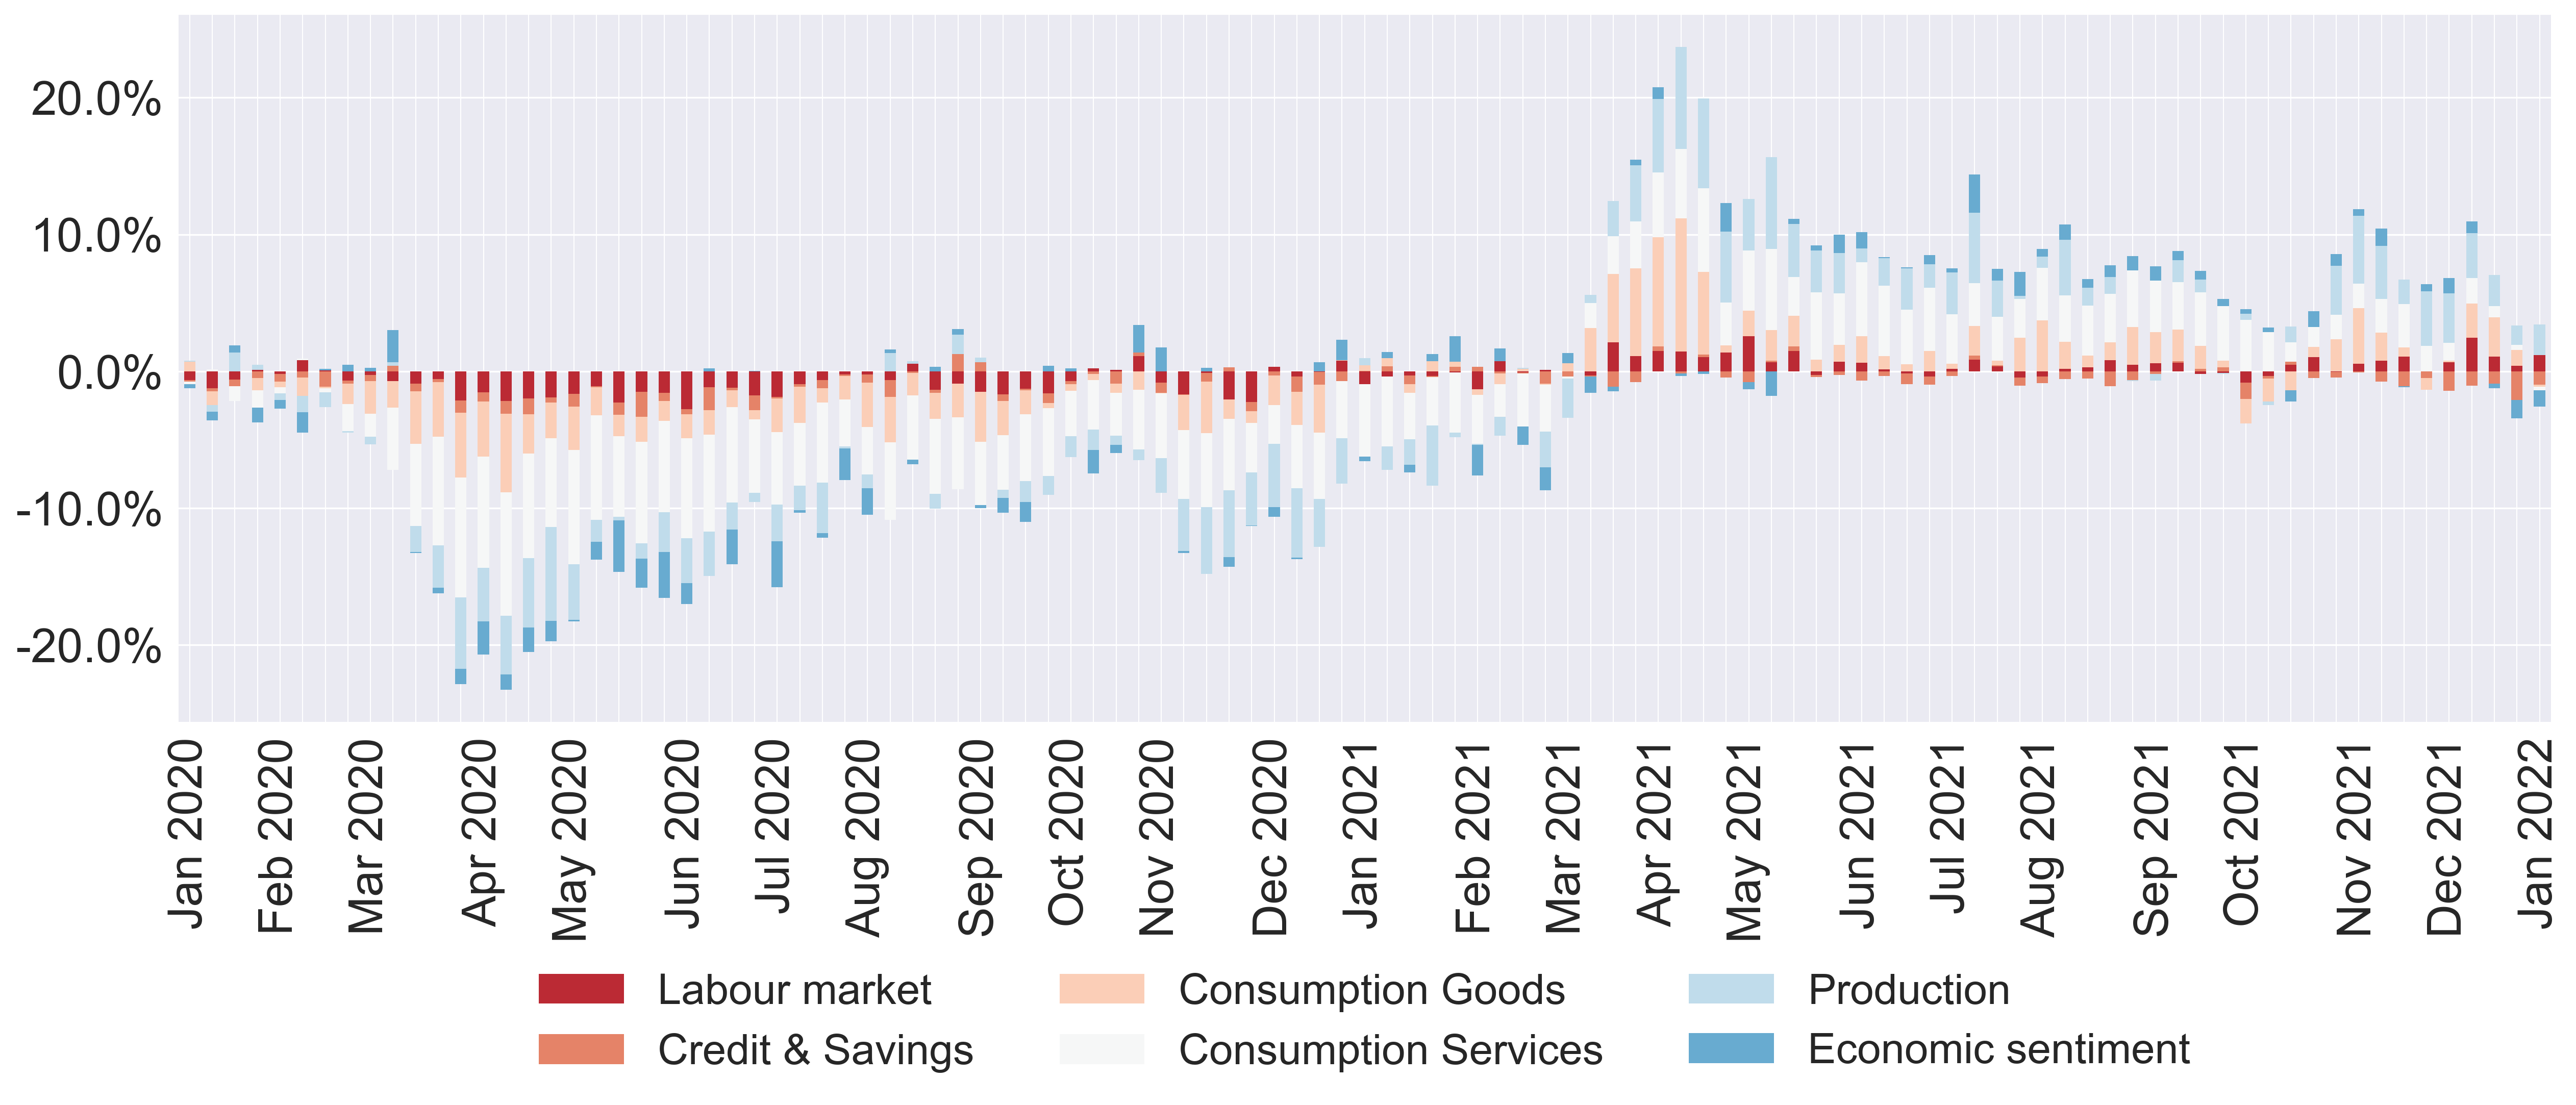 20.0%
10.0%
0.0%
-10.0%
-20.0%
Jan 2020
Feb 2020
Mar 2020
Apr 2020
May 2020
Jun 2020
Jul 2020
Aug 2020
Sep 2020
Oct 2020
Nov 2020
Dec 2020
Jan 2021
Feb 2021
Mar 2021
Apr 2021
May 2021
Jun 2021
Jul 2021
Aug 2021
Sep 2021
Oct 2021
Nov 2021
Dec 2021
Jan 2022
Labour market
Consumption Goods
Production
Credit & Savings
Consumption Services
Economic sentiment